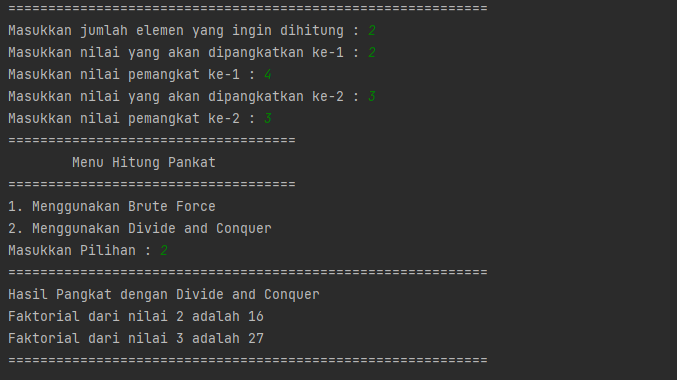 ============================================================
Masukkan jumlah elemen yang ingin dihitung : 2
Masukkan nilai yang akan dipangkatkan ke-1 : 2
Masukkan nilai pemangkat ke-1 : 4
Masukkan nilai yang akan dipangkatkan ke-2 : 3
Masukkan nilai pemangkat ke-2 : 3
====================================
        Menu Hitung Pankat
====================================
1. Menggunakan Brute Force
2. Menggunakan Divide and Conquer
Masukkan Pilihan : 2
============================================================
Hasil Pangkat dengan Divide and Conquer
Faktorial dari nilai 2 adalah 16
Faktorial dari nilai 3 adalah 27
============================================================